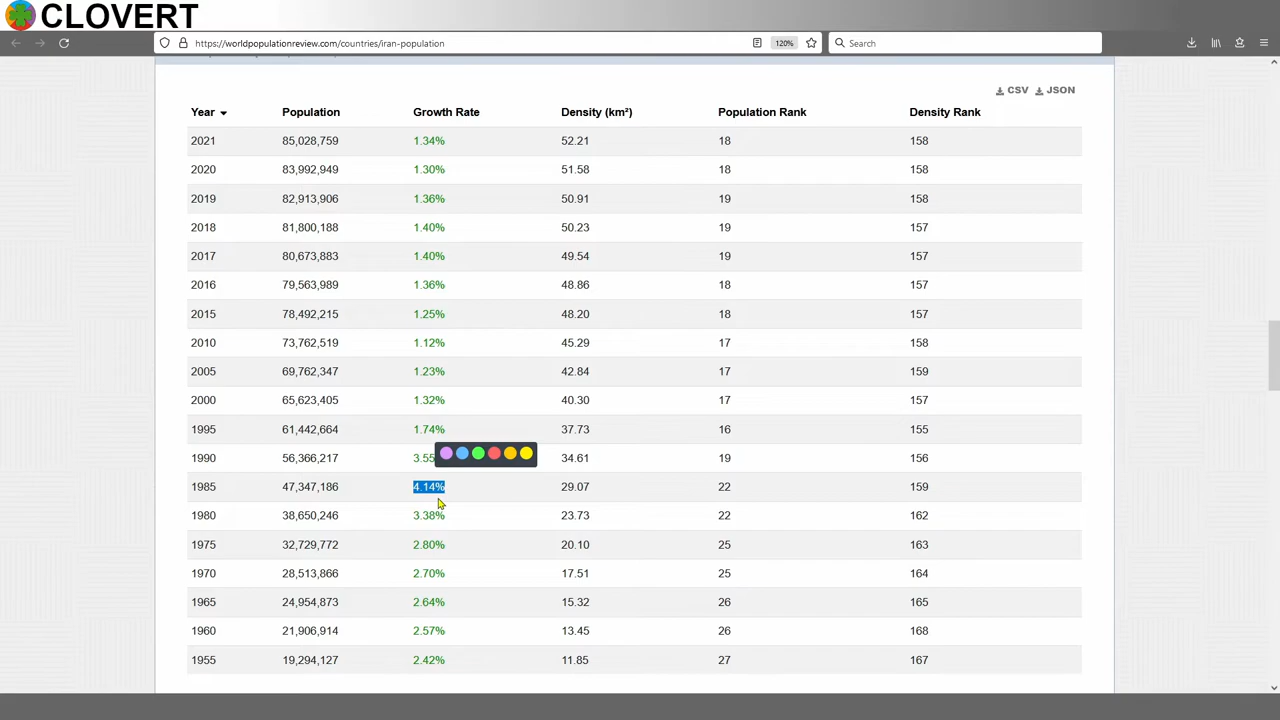 CLOVERT
https://worldpopulationreview.com/countries/iran-population 120% Search
CSV JSON
Year Population Growth Rate Density (km²) Population Rank Density Rank
2021 85,028,759 1.34% 52.21 18 158
2020 83,992,949 1.30% 51.58 18 158
2019 82,913,906 1.36% 50.91 19 158
2018 81,800,188 1.40% 50.23 19 157
2017 80,673,883 1.40% 49.54 19 157
2016 79,563,989 1.36% 48.86 18 157
2015 78,492,215 1.25% 48.20 18 157
2010 73,762,519 1.12% 45.29 17 158
2005 69,762,347 1.23% 42.84 17 159
2000 65,623,405 1.32% 40.30 17 157
1995 61,442,664 1.74% 37.73 16 155
1990 56,366,217 3.55 34.61 19 156
1985 47,347,186 4.14% 29.07 22 159
1980 38,650,246 3.38% 23.73 22 162
1975 32,729,772 2.80% 20.10 25 163
1970 28,513,866 2.70% 17.51 25 164
1965 24,954,873 2.64% 15.32 26 165
1960 21,906,914 2.57% 13.45 26 168
1955 19,294,127 2.42% 11.85 27 167